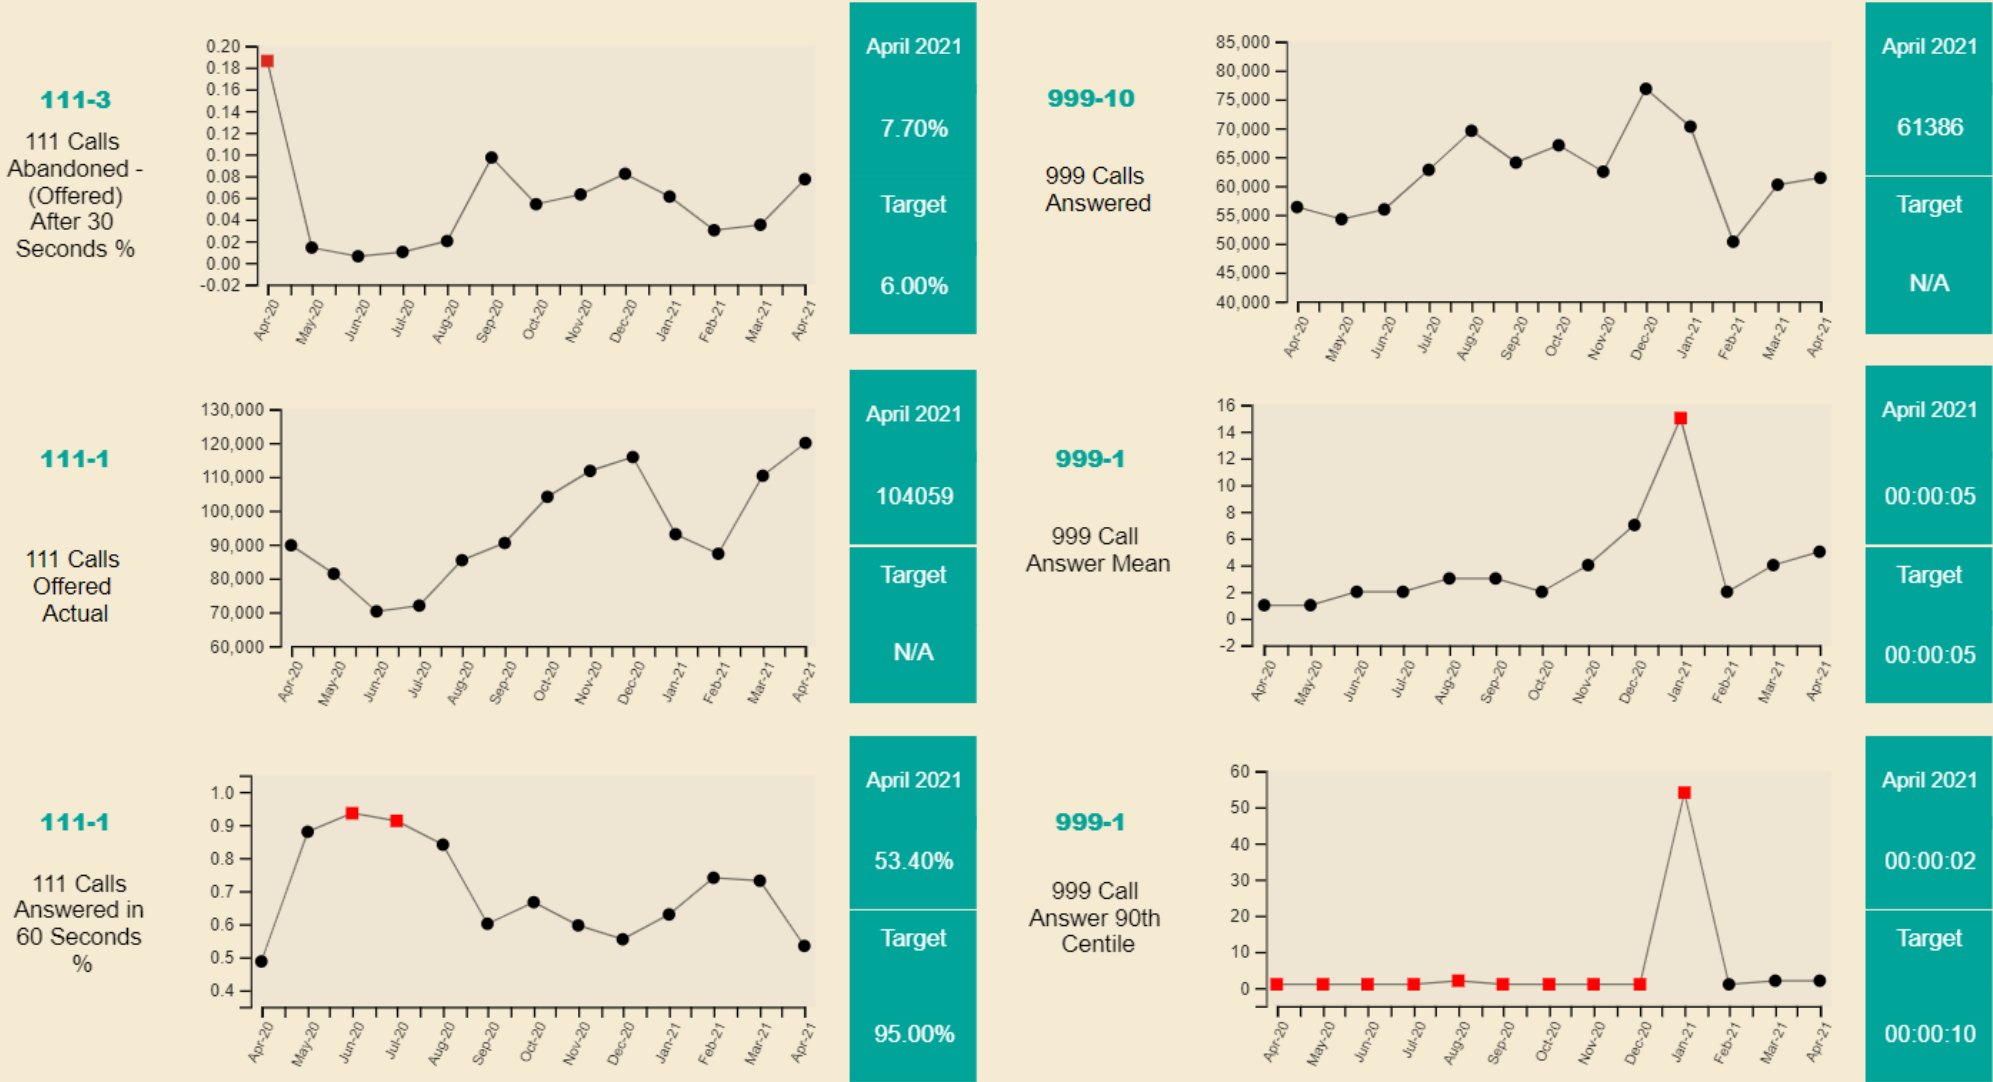 111-3
111 Calls
Abandoned -
(Offered)
After 30
Seconds %
0.20
0.18
0.16
0.14
0.12
0.10
0.08
0.06
0.04
0.02
0.00
-0.02
Apr-20
May-20
Jun-20
Jul-20
Aug-20
Sep-20
Oct-20
Nov-20
Dec-20
Jan-21
Feb-21
Mar-21
Apr-21
April 2021
7.70%
Target
6.00%
999-10
999 Calls
Answered
85,000
80,000
75,000
70,000
65,000
60,000
55,000
50,000
45,000
40,000
Apr-20
May-20
Jun-20
Jul-20
Aug-20
Sep-20
Oct-20
Nov-20
Dec-20
Jan-21
Feb-21
Mar-21
Apr-21
April 2021
61386
Target
N/A
111-1
111 Calls
Offered
Actual
130,000
120,000
110,000
100,000
90,000
80,000
70,000
60,000
Apr-20
May-20
Jun-20
Jul-20
Aug-20
Sep-20
Oct-20
Nov-20
Dec-20
Jan-21
Feb-21
Mar-21
Apr-21
April 2021
104059
Target
N/A
999-1
999 Call
Answer Mean
16
14
12
10
8
6
4
2
0
-2
Apr-20
May-20
Jun-20
Jul-20
Aug-20
Sep-20
Oct-20
Nov-20
Dec-20
Jan-21
Feb-21
Mar-21
Apr-21
April 2021
00:00:05
Target
00:00:05
111-1
111 Calls
Answered in
60 Seconds
%
1.0
0.9
0.8
0.7
0.6
0.5
0.4
Apr-20
May-20
Jun-20
Jul-20
Aug-20
Sep-20
Oct-20
Nov-20
Dec-20
Jan-21
Feb-21
Mar-21
Apr-21
April 2021
53.40%
Target
95.00%
999-1
999 Call
Answer 90th
Centile
60
50
40
30
20
10
0
Apr-20
May-20
Jun-20
Jul-20
Aug-20
Sep-20
Oct-20
Nov-20
Dec-20
Jan-21
Feb-21
Mar-21
Apr-21
April 2021
00:00:02
Target
00:00:10